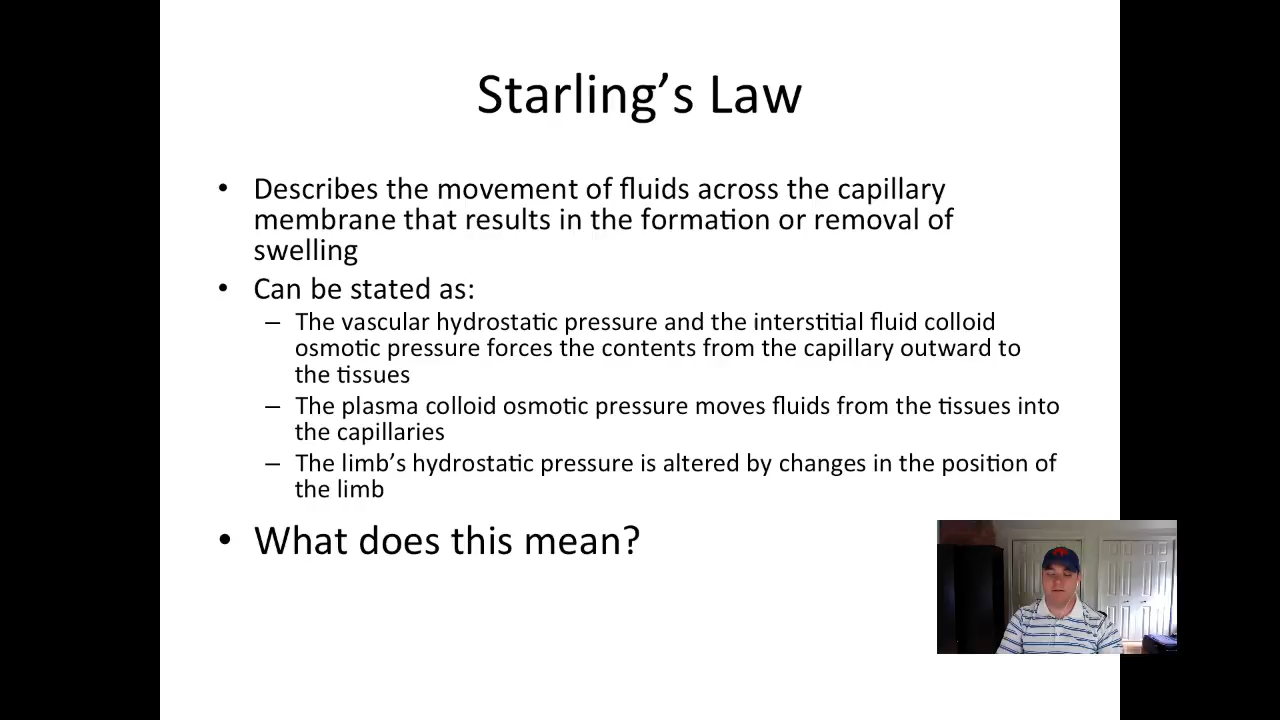 Starling’s Law
• Describes the movement of fluids across the capillary
membrane that results in the formation or removal of
swelling
• Can be stated as:
– The vascular hydrostatic pressure and the interstitial fluid colloid
osmotic pressure forces the contents from the capillary outward to
the tissues
– The plasma colloid osmotic pressure moves fluids from the tissues into
the capillaries
– The limb’s hydrostatic pressure is altered by changes in the position of
the limb
• What does this mean?